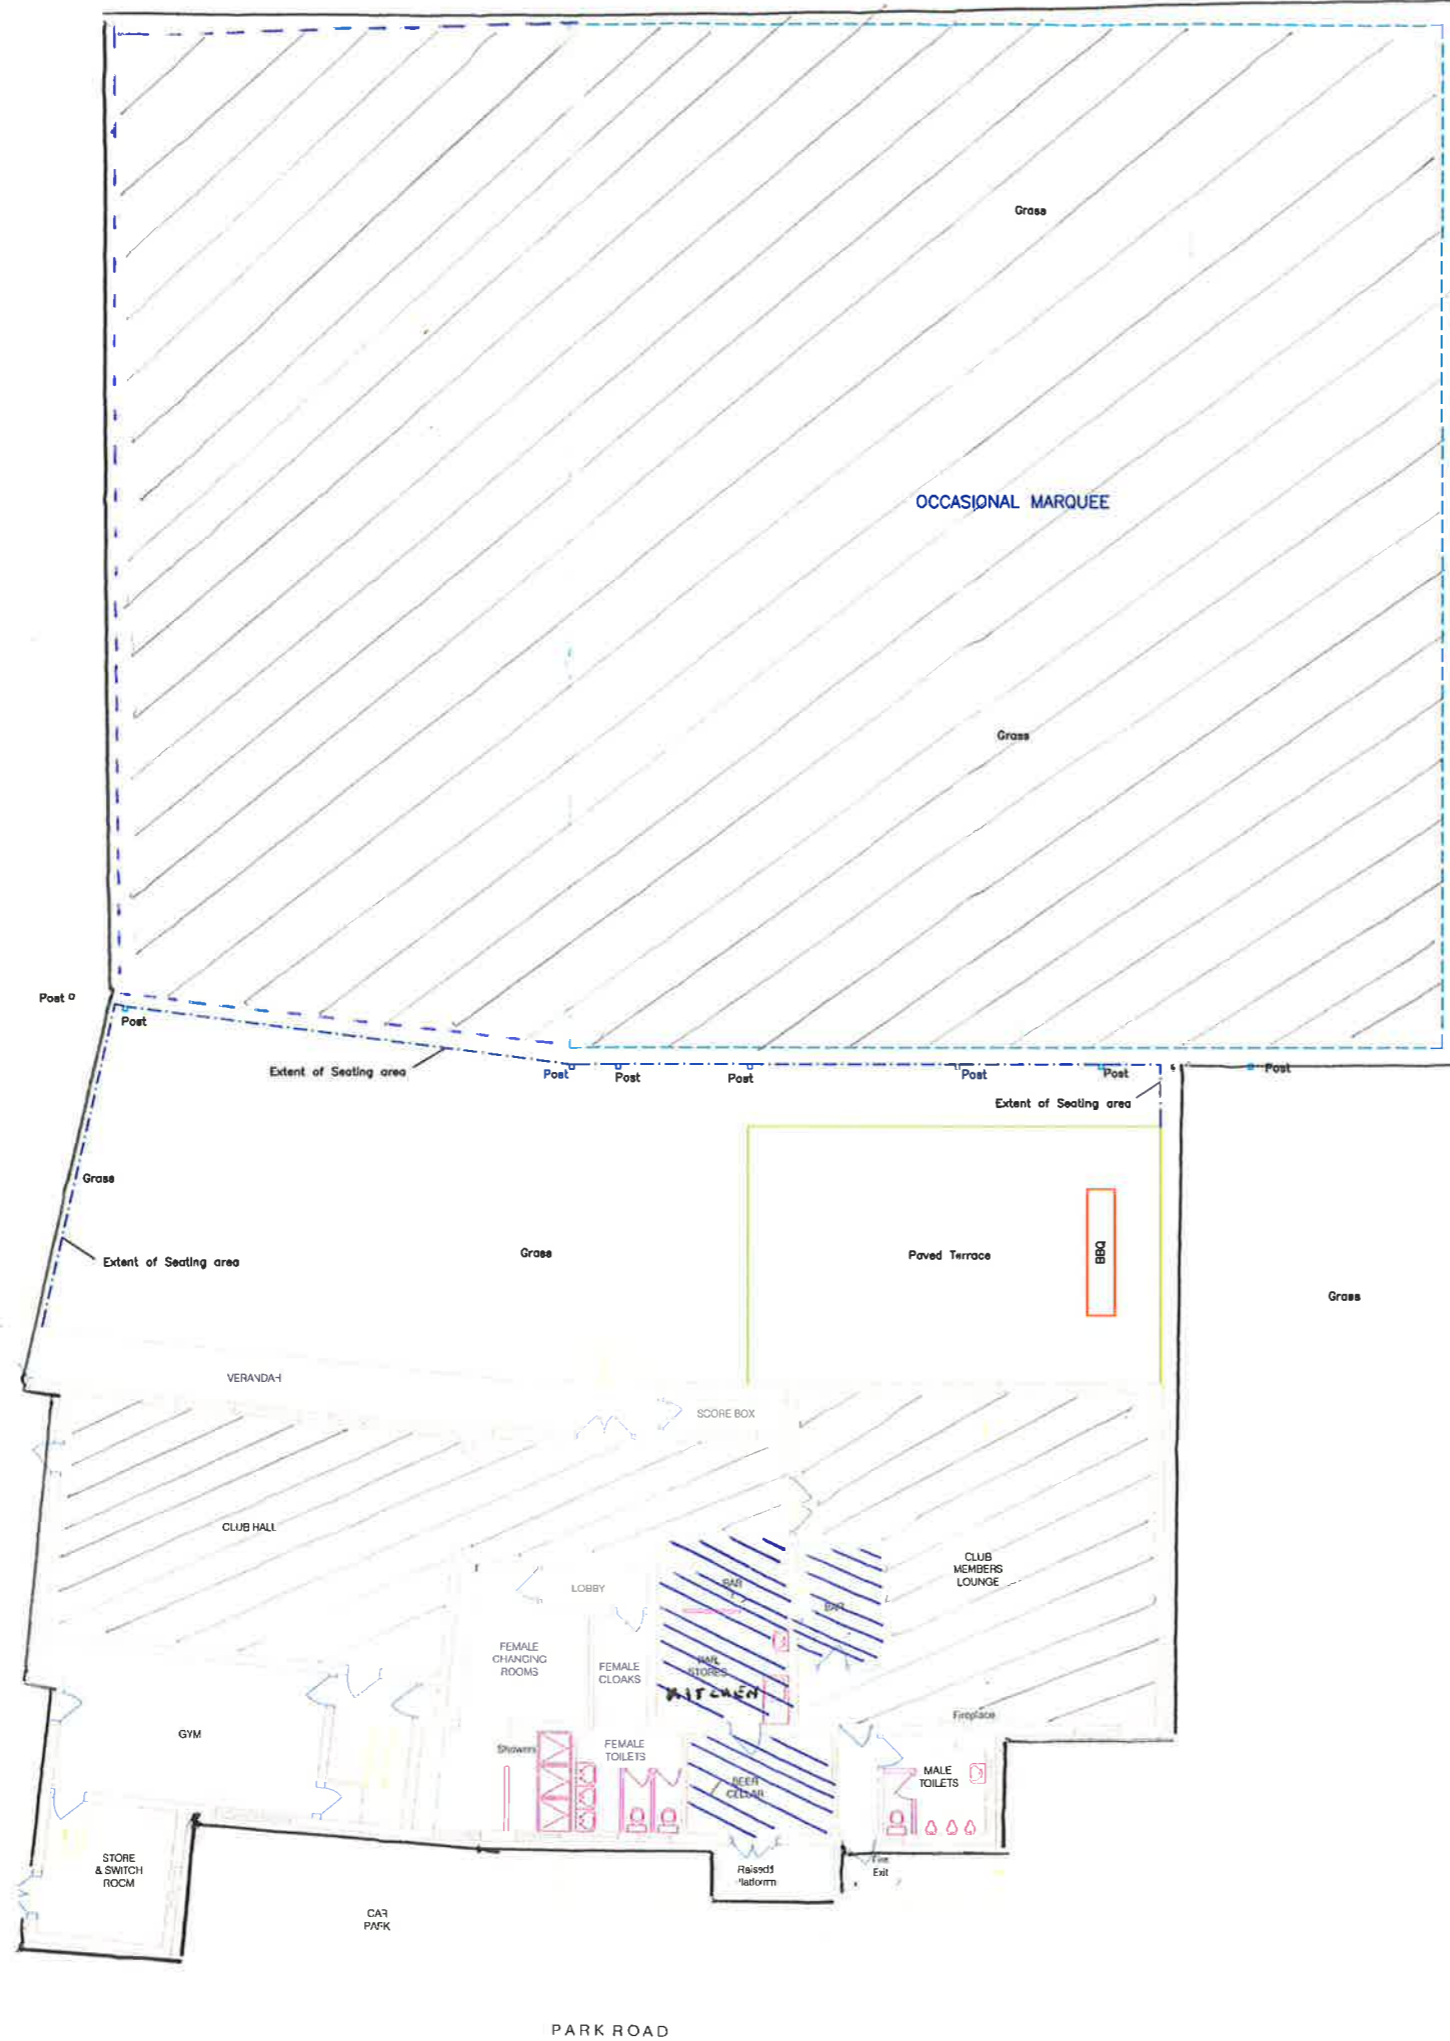 Grass
OCCASIONAL MARQUEE
Grass
Post
Post
Extent of Seating area
Post
Post
Post
Post
Post
Post
Extent of Seating area
Grass
Extent of Seating area
Grass
Paved Terrace
BBQ
Grass
VERANDAH
SCORE BOX
CLUB HALL
CLUB
MEMBERS
LOUNGE
LOBBY
BAR
BAR
FEMALE
CHANGING
ROOMS
FEMALE
CLOAKS
BAR
STORES
KITCHEN
Fireplace
GYM
Showers
FEMALE
TOILETS
MALE
TOILETS
BEER
CELLAR
STORE
& SWITCH
ROOM
Raised
Platform
Fire
Exit
CAR
PARK
PARK ROAD